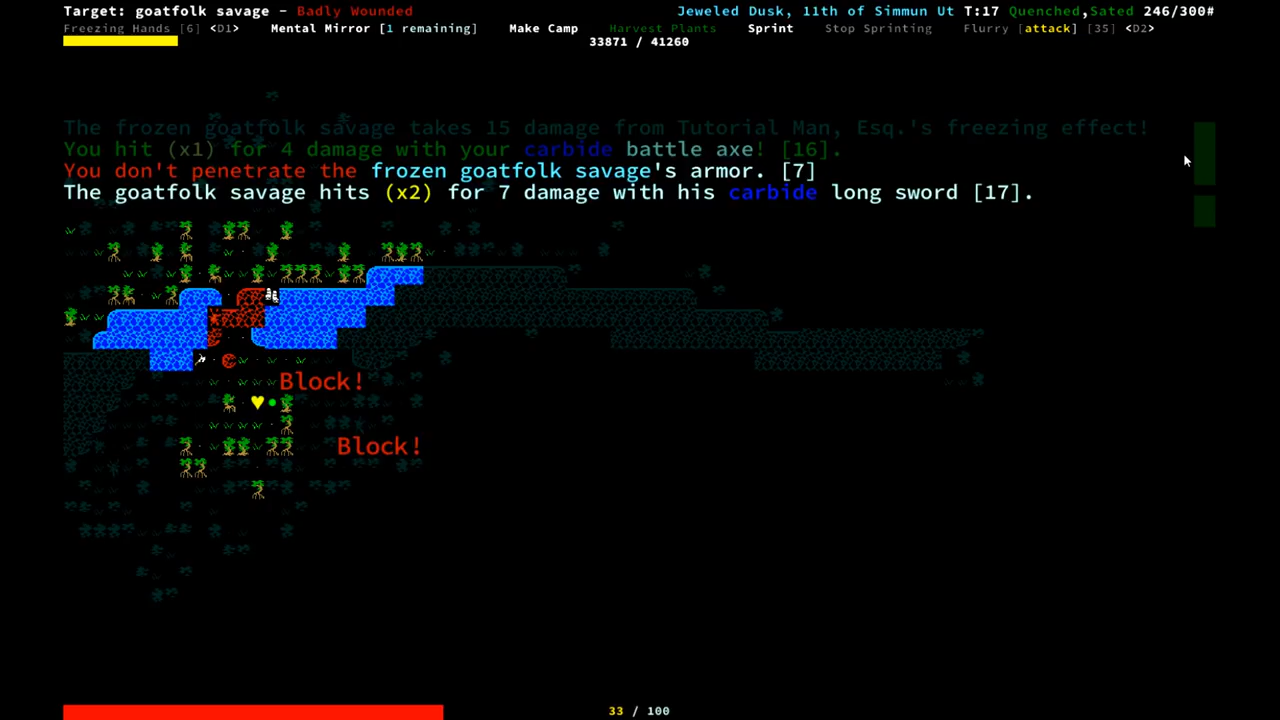 Target: goatfolk savage - Badly Wounded Jeweled Dusk, 11th of Simmun Ut T:17 Quenched,Sated 246/300#
Freezing Hands [6] <D1> Mental Mirror [1 remaining] Make Camp Harvest Plants Sprint Stop Sprinting Flurry [attack] [35] <D2>
33871 / 41260
The frozen goatfolk savage takes 15 damage from Tutorial Man, Esq.'s freezing effect!
You hit (x1) for 4 damage with your carbide battle axe! [16].
You don't penetrate the frozen goatfolk savage's armor. [7]
The goatfolk savage hits (x2) for 7 damage with his carbide long sword [17].
Block!
Block!
33 / 100